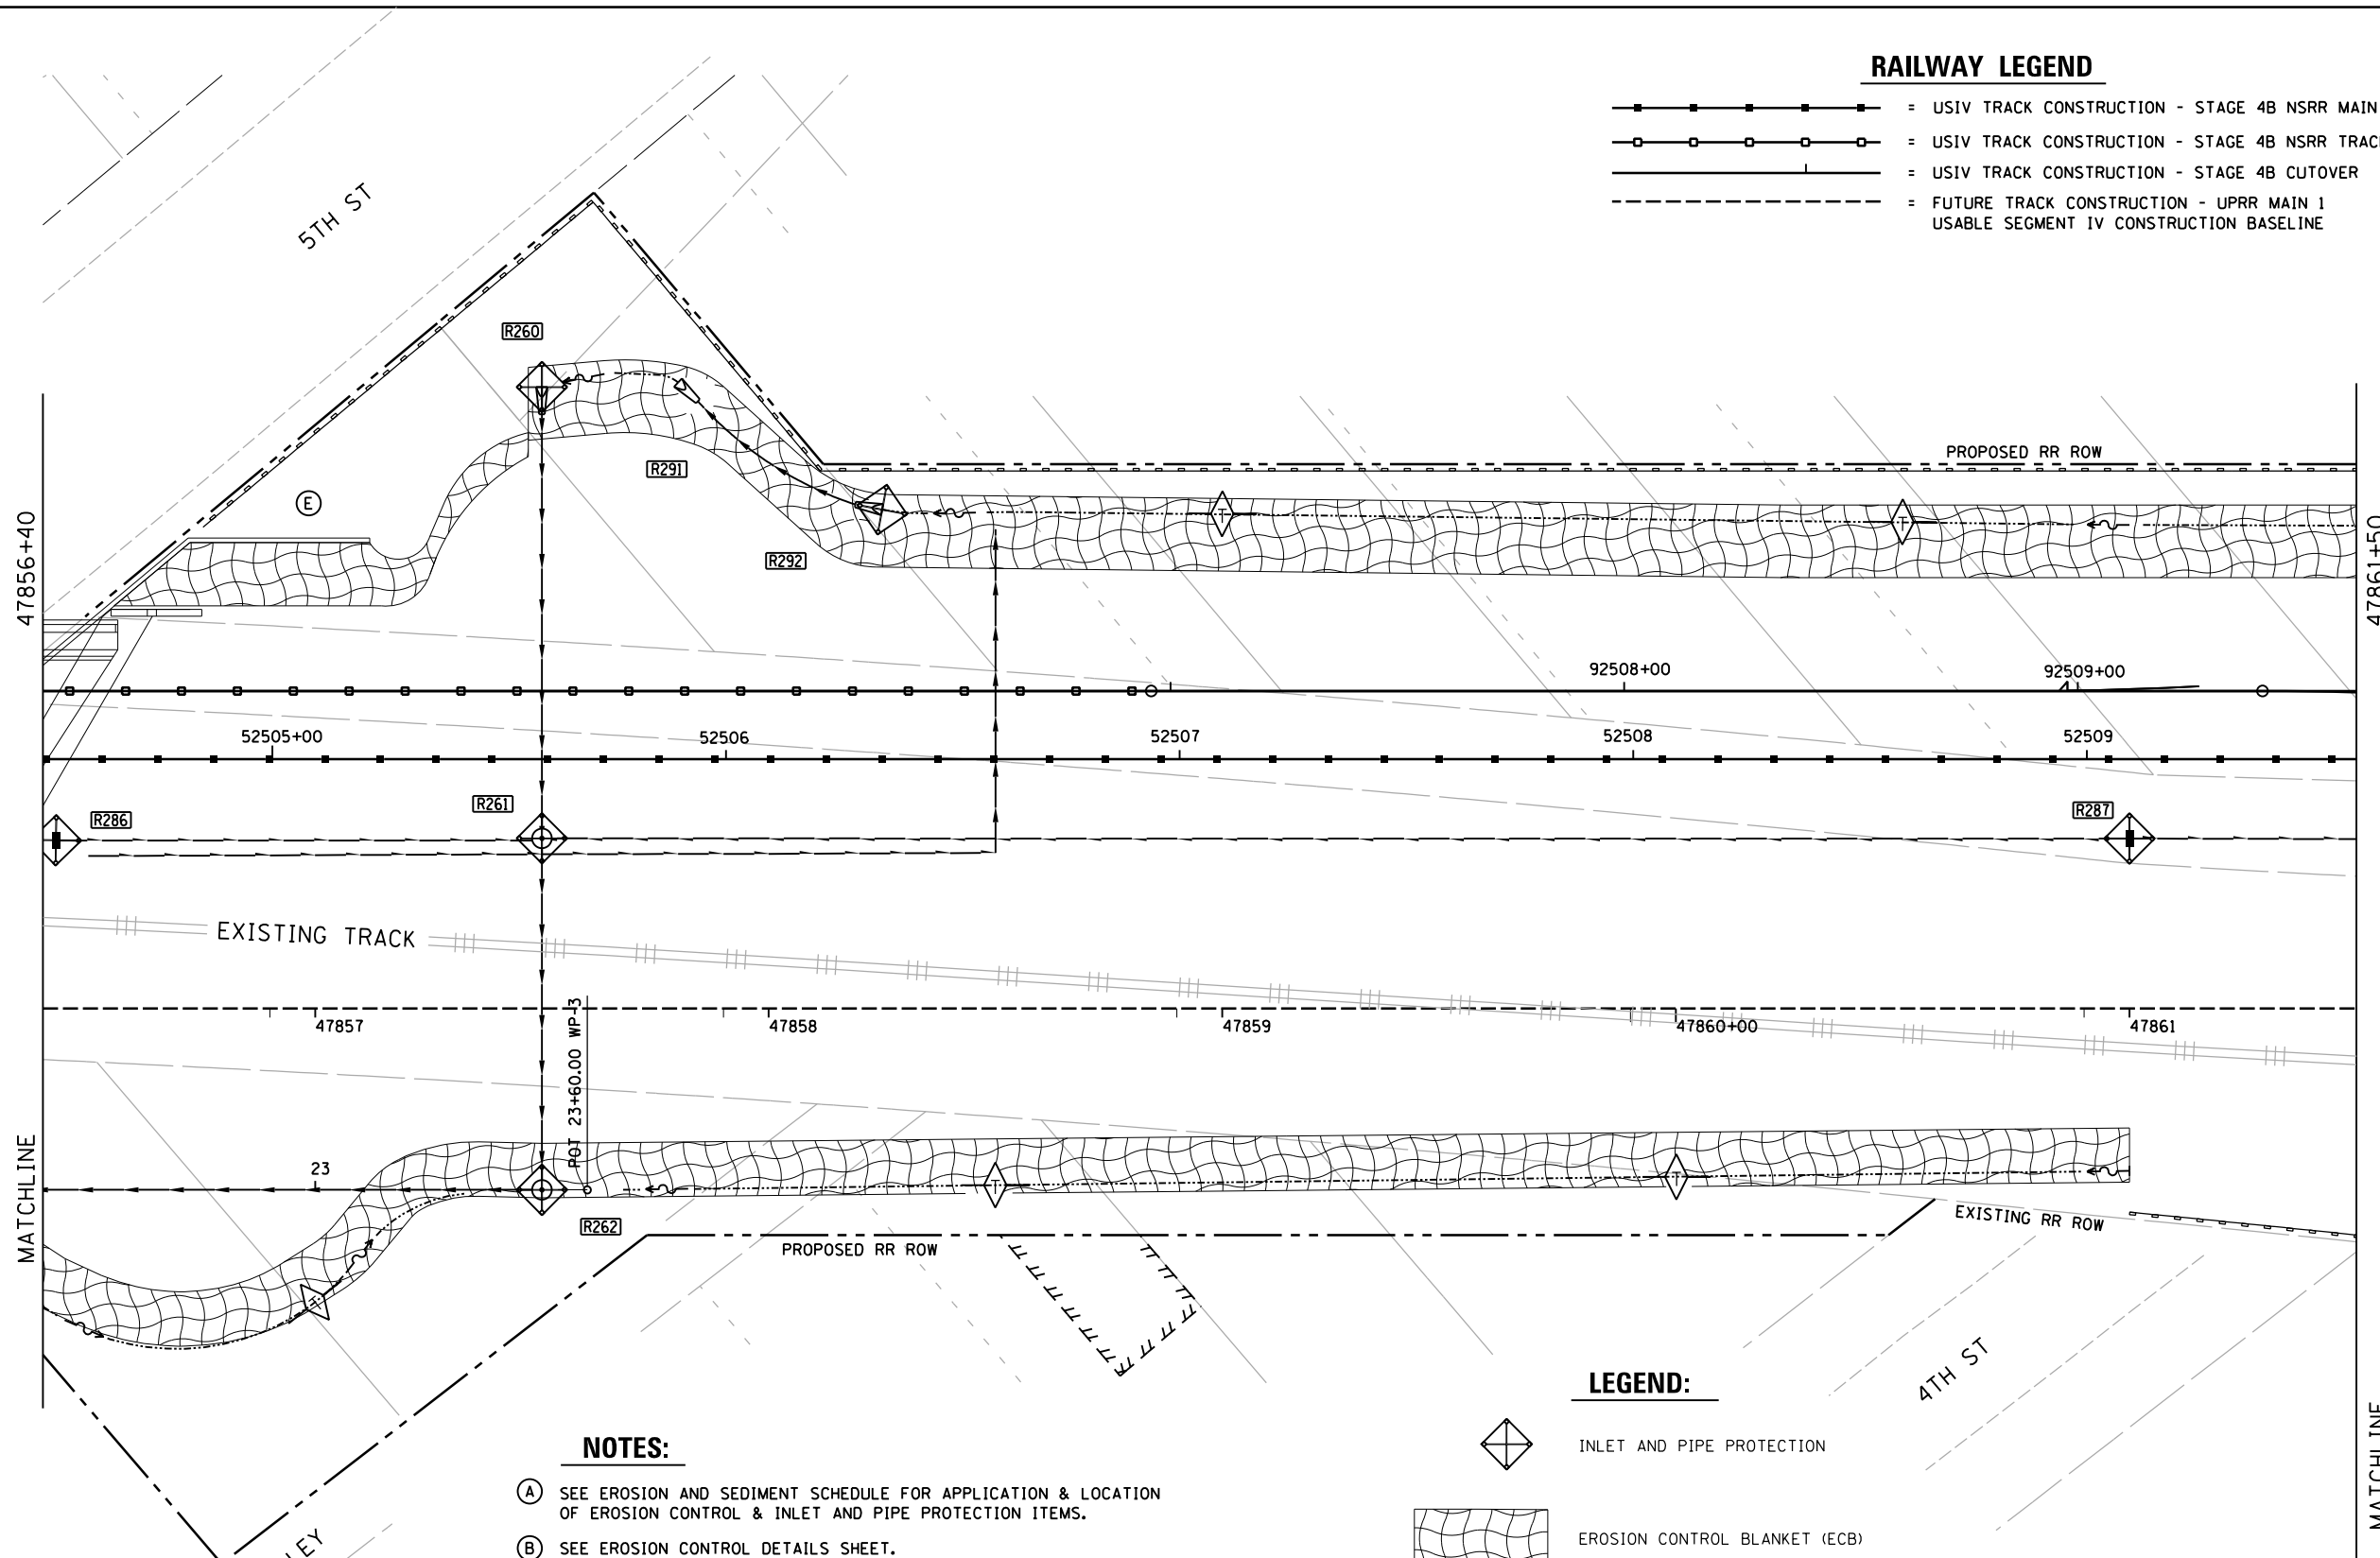 RAILWAY LEGEND
= USIV TRACK CONSTRUCTION - STAGE 4B NSRR MAIN
= USIV TRACK CONSTRUCTION - STAGE 4B NSRR
= USIV TRACK CONSTRUCTION - STAGE 4B CUTOVER
= FUTURE TRACK CONSTRUCTION - UPRR MAIN 1
USABLE SEGMENT IV CONSTRUCTION BASELINE
5TH ST
R260
PROPOSED RR ROW
R291
E
47856+40
47861+50
R292
92508+00
92509+00
52505+00
52506
52507
52508
52509
R286
R261
R287
EXISTING TRACK
47857
47858
47859
47860+00
47861
POT 23+60.00 WP-3
MATCHLINE
23
R262
PROPOSED RR ROW
EXISTING RR ROW
4TH ST
LEGEND:
INLET AND PIPE PROTECTION
EROSION CONTROL BLANKET (ECB)
MATCHLINE
NOTES:
A SEE EROSION AND SEDIMENT SCHEDULE FOR APPLICATION & LOCATION
OF EROSION CONTROL & INLET AND PIPE PROTECTION ITEMS.
B SEE EROSION CONTROL DETAILS SHEET.